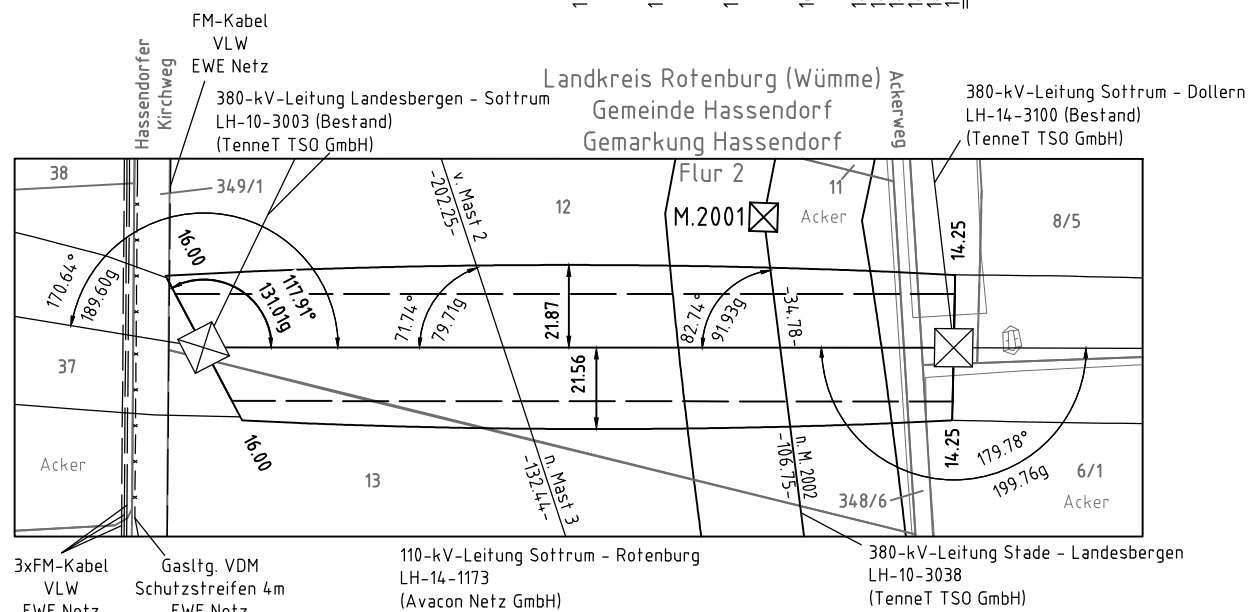 FM-Kabel
VLW
EWE Netz
Hassendorfer
Kirchweg
380-kV-Leitung Landesbergen - Sottrum
LH-10-3003 (Bestand)
(TenneT TSO GmbH)
Landkreis Rotenburg (Wümme)
Gemeinde Hassendorf
Gemarkung Hassendorf
Flur 2
Ackerweg
380-kV-Leitung Sottrum - Dollern
LH-14-3100 (Bestand)
(TenneT TSO GmbH)
38
349/1
v. Mast 2
-202.25-
12
M.2001
11
Acker
14.25
8/5
16.00
170.64°
189.60g
117.91°
131.01g
71.74°
79.71g
21.87
82.74°
91.93g
-34.78-
37
21.56
16.00
Acker
13
n. Mast 3
-132.44-
n. M. 2002
-106.75-
348/6
14.25
179.78°
199.76g
6/1
Acker
3xFM-Kabel
VLW
EWE Netz
Gasltg. VDM
Schutzstreifen 4m
EWE Netz
110-kV-Leitung Sottrum - Rotenburg
LH-14-1173
(Avacon Netz GmbH)
380-kV-Leitung Stade - Landesbergen
LH-10-3038
(TenneT TSO GmbH)